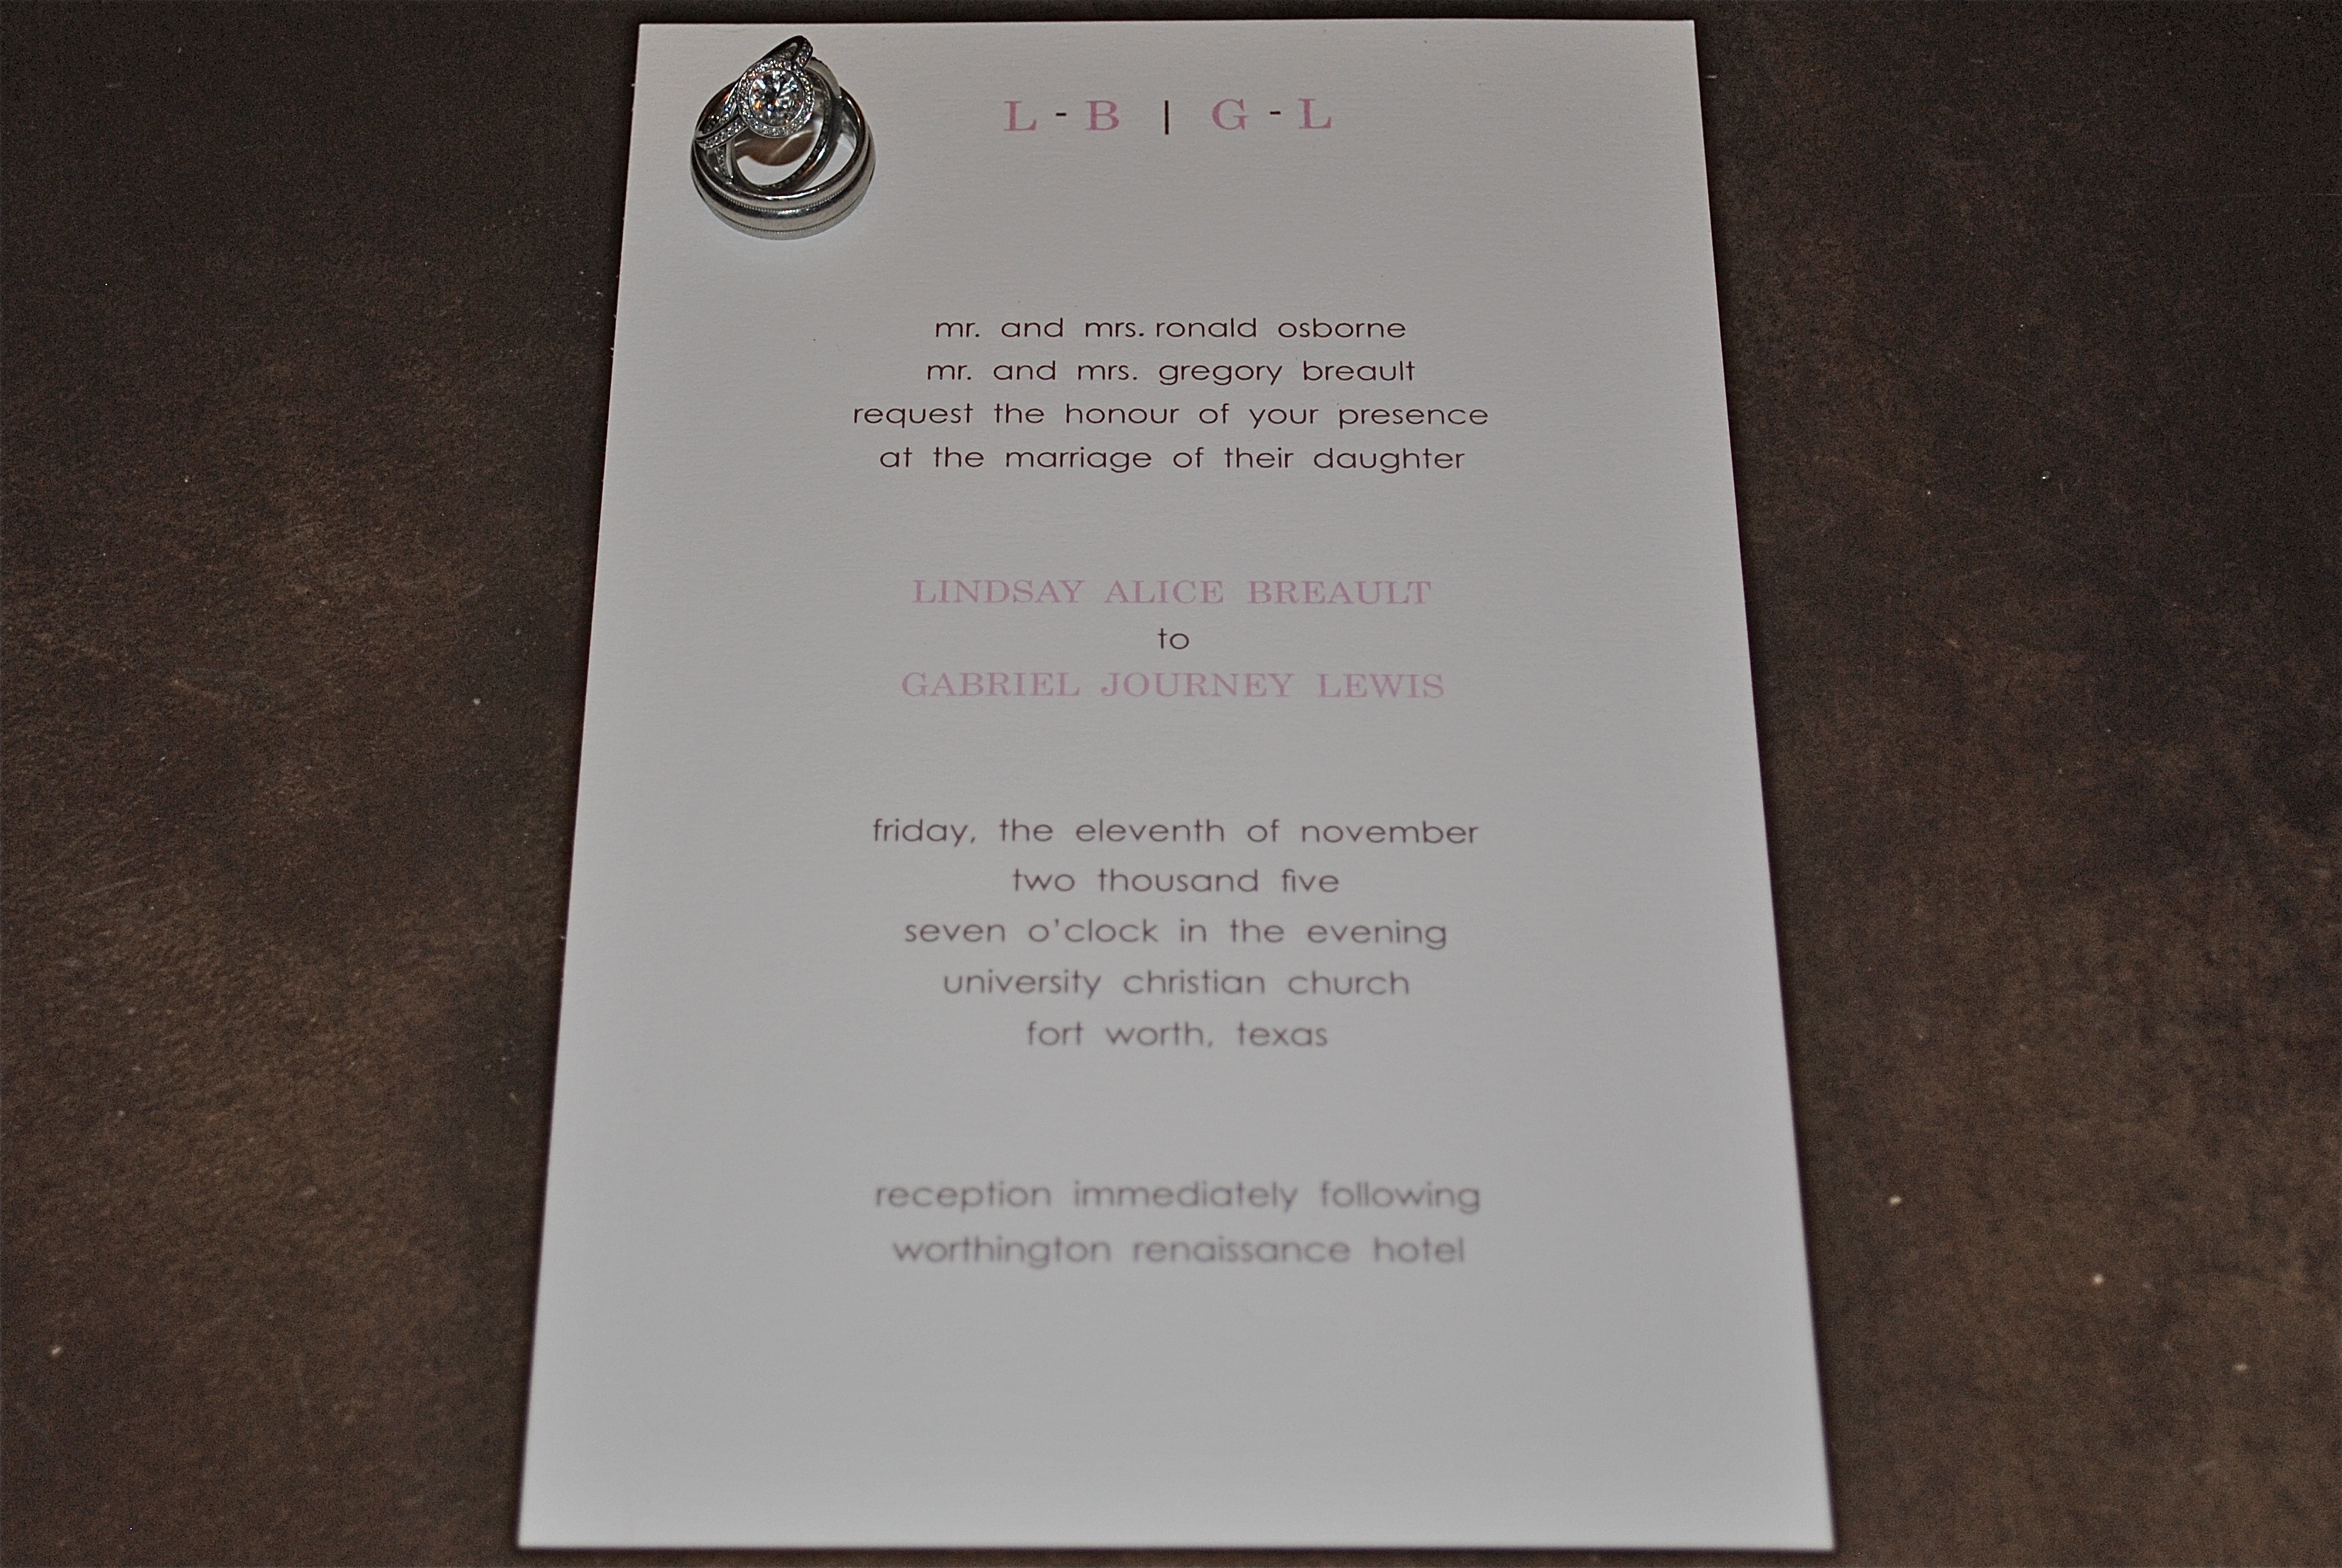 L - B | G - L
mr. and mrs. ronald osborne
mr. and mrs. gregory breault
request the honour of your presence
at the marriage of their daughter
LINDSAY ALICE BREAULT
to
GABRIEL JOURNEY LEWIS
friday, the eleventh of november
two thousand five
seven o'clock in the evening
university christian church
fort worth, texas
reception immediately following
worthington renaissance hotel